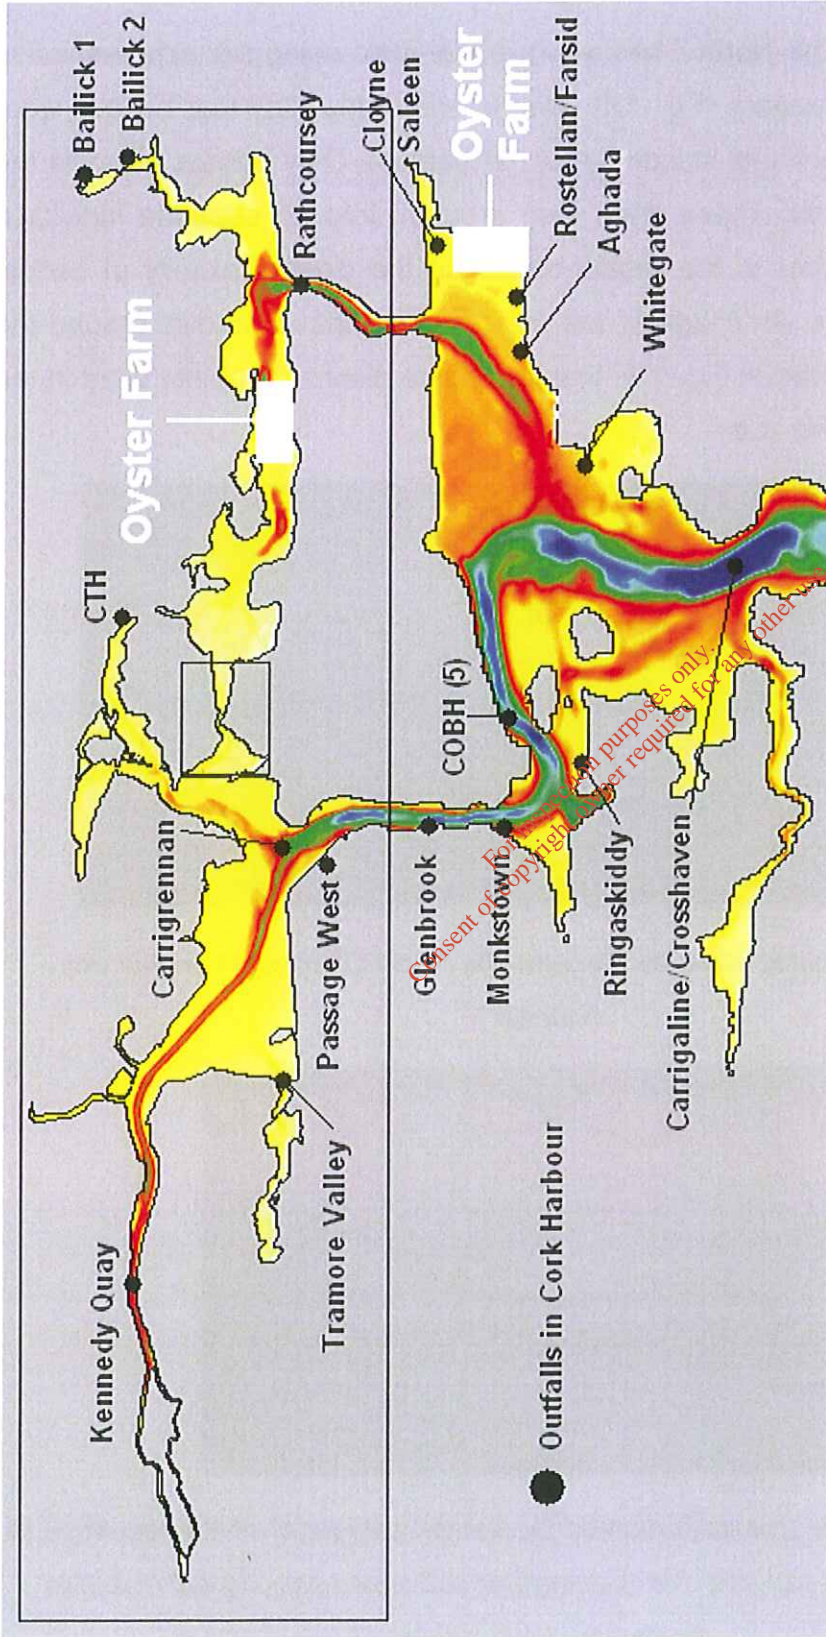 Bailick 1
Bailick 2
Oyster Farm
Rathcoursey
Cloyne
Saleen
Oyster
Farm
Rostellan/Farsid
Aghada
Whitegate
CTH
COBH (5)
Carrigrennan
Passage West
Glenbrook
Monkstown
Ringaskiddy
Carrigaline/Crosshaven
Kennedy Quay
Tramore Valley
Outfalls in Cork Harbour
For inspection purposes only.
Consent of copyright owner required for any other use.